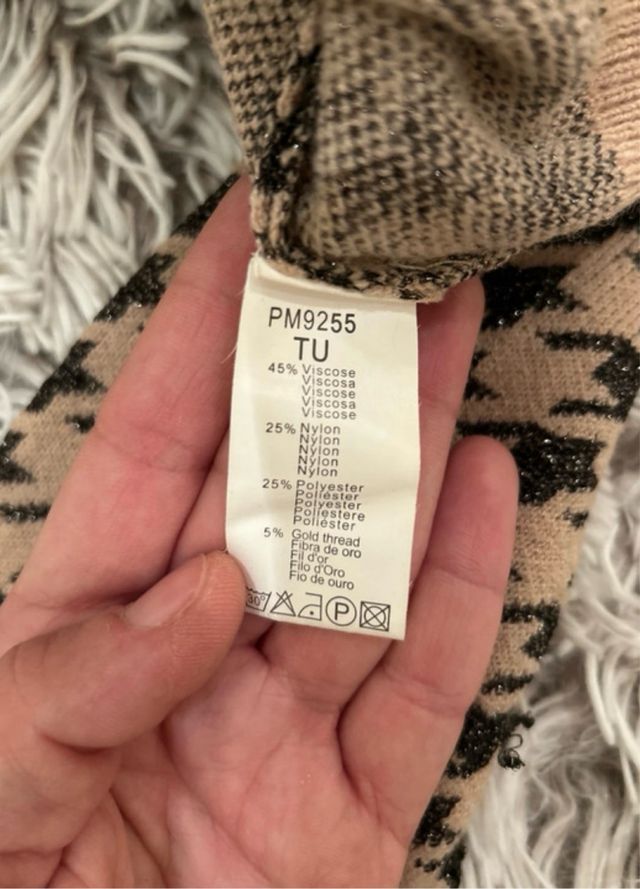 PM9255
TU
45% Viscose
Viscosa
Viscose
Viscosa
Viscose
25% Nylon
Nylon
Nylon
Nylon
Nylon
25% Polyester
Poliéster
Polyester
Poliestere
Poliéster
5% Gold thread
Fibra de oro
Fil d'or
Filo d'Oro
Fio de ouro
30° P